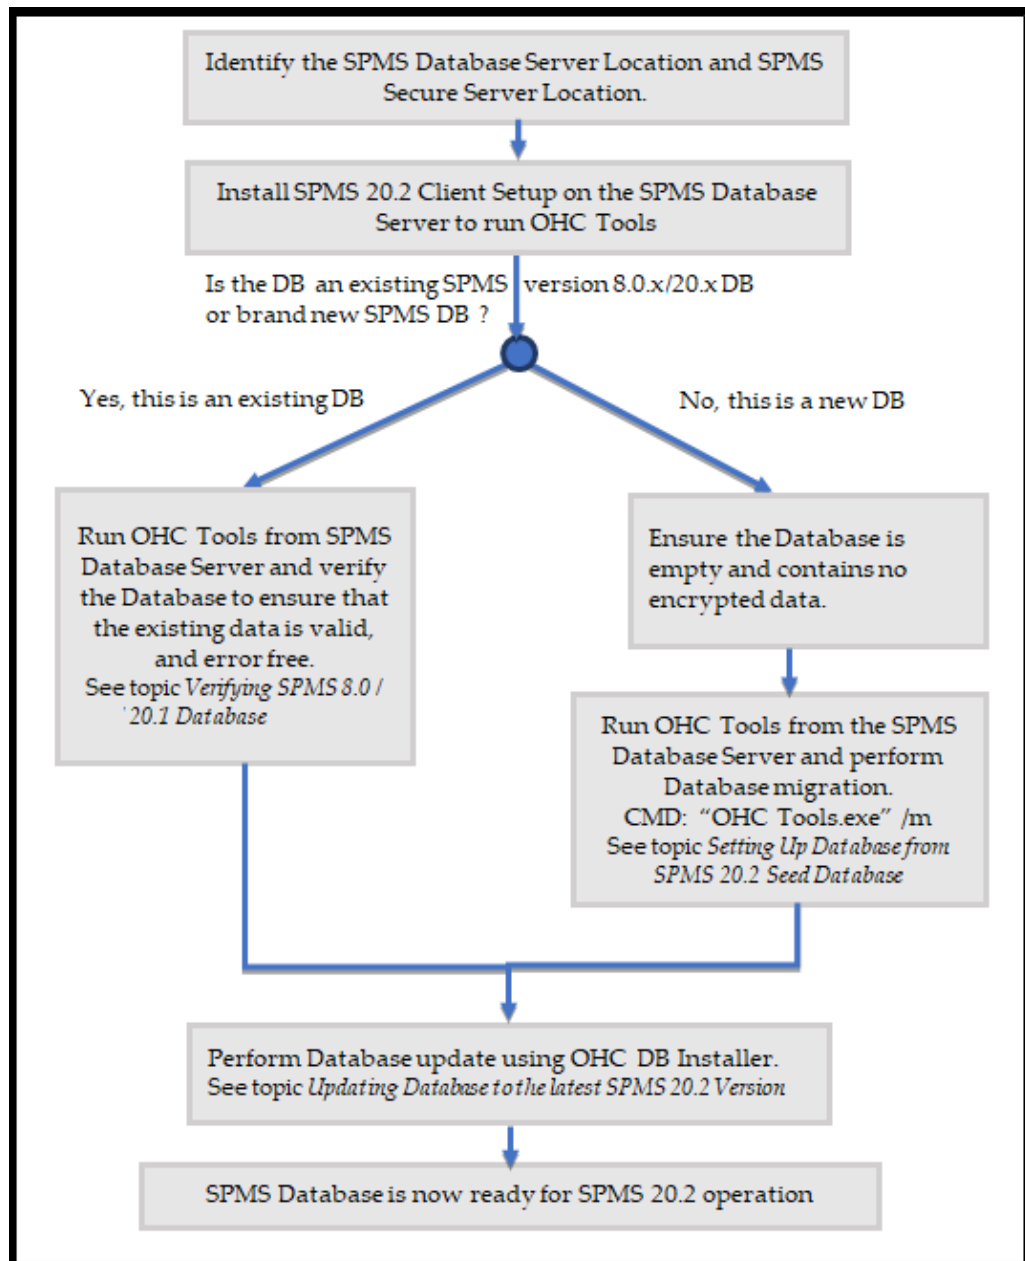 Identify the SPMS Database Server Location and SPMS
Secure Server Location.
Install SPMS 20.2 Client Setup on the SPMS Database
Server to run OHC Tools
Is the DB an existing SPMS version 8.0.x/20.x DB
or brand new SPMS DB ?
Yes, this is an existing DB
No, this is a new DB
Run OHC Tools from SPMS
Database Server and verify
the Database to ensure that
the existing data is valid,
and error free.
See topic Verifying SPMS 8.0 /
20.1 Database
Ensure the Database is
empty and contains no
encrypted data.
Run OHC Tools from the SPMS
Database Server and perform
Database migration.
CMD: “OHC Tools.exe” /m
See topic Setting Up Database from
SPMS 20.2 Seed Database
Perform Database update using OHC DB Installer.
See topic Updating Database to the latest SPMS 20.2 Version
SPMS Database is now ready for SPMS 20.2 operation